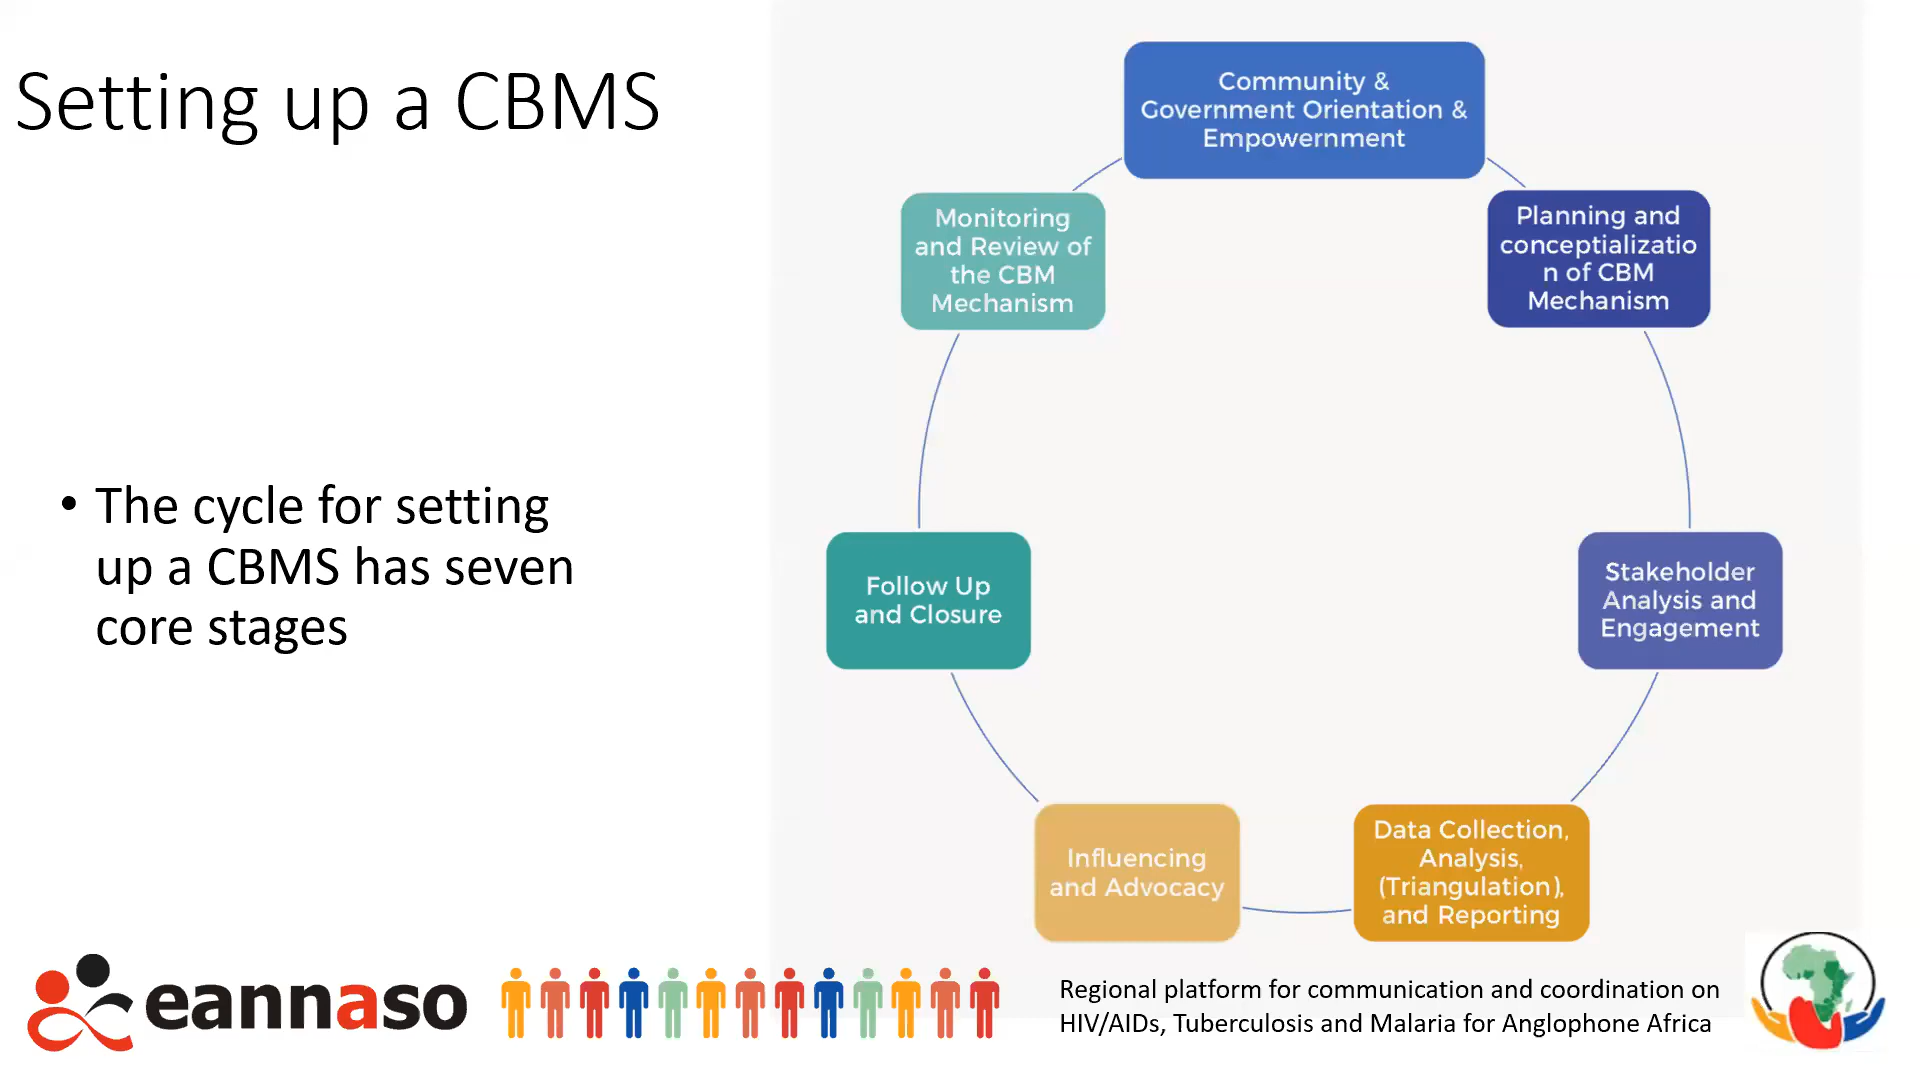 Setting up a CBMS
• The cycle for setting
up a CBMS has seven
core stages
Community &
Government Orientation &
Empowernment
Planning and
conceptializatio
n of CBM
Mechanism
Stakeholder
Analysis and
Engagement
Data Collection,
Analysis,
(Triangulation),
and Reporting
Influencing
and Advocacy
Follow Up
and Closure
Monitoring
and Review of
the CBM
Mechanism
eannaso
Regional platform for communication and coordination on
HIV/AIDs, Tuberculosis and Malaria for Anglophone Africa